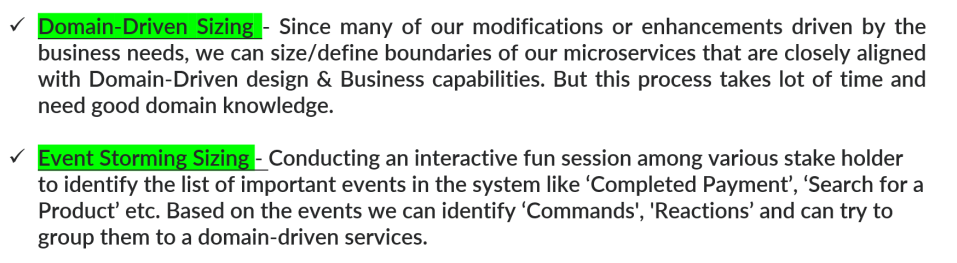 ✓ Domain-Driven Sizing - Since many of our modifications or enhancements driven by the
business needs, we can size/define boundaries of our microservices that are closely aligned
with Domain-Driven design & Business capabilities. But this process takes lot of time and
need good domain knowledge.
✓ Event Storming Sizing - Conducting an interactive fun session among various stake holder
to identify the list of important events in the system like ‘Completed Payment’, ‘Search for a
Product’ etc. Based on the events we can identify ‘Commands', 'Reactions’ and can try to
group them to a domain-driven services.